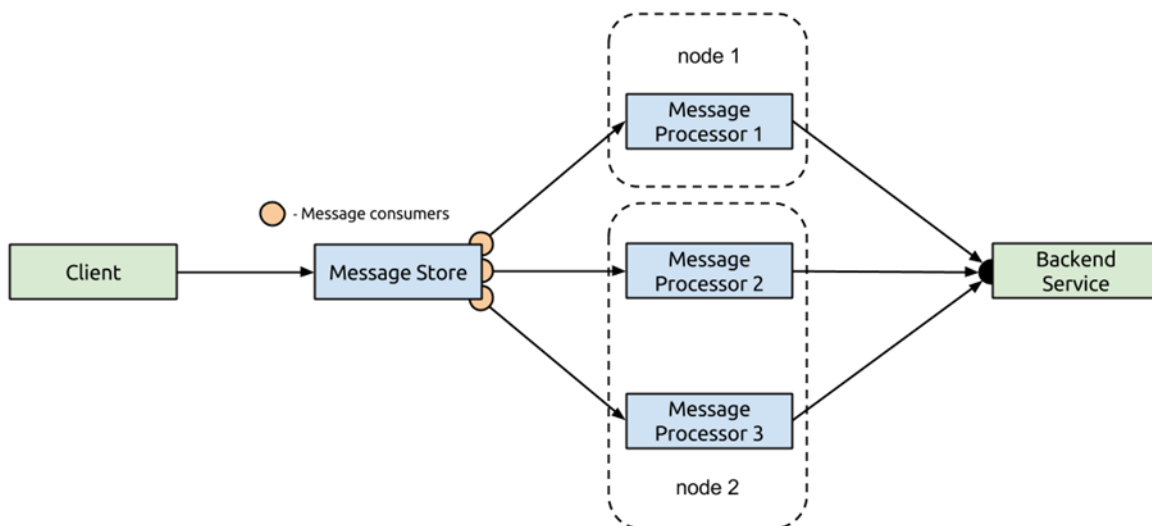 node 1
Message
Processor 1
- Message consumers
Client
Message Store
Message
Processor 2
Backend
Service
Message
Processor 3
node 2